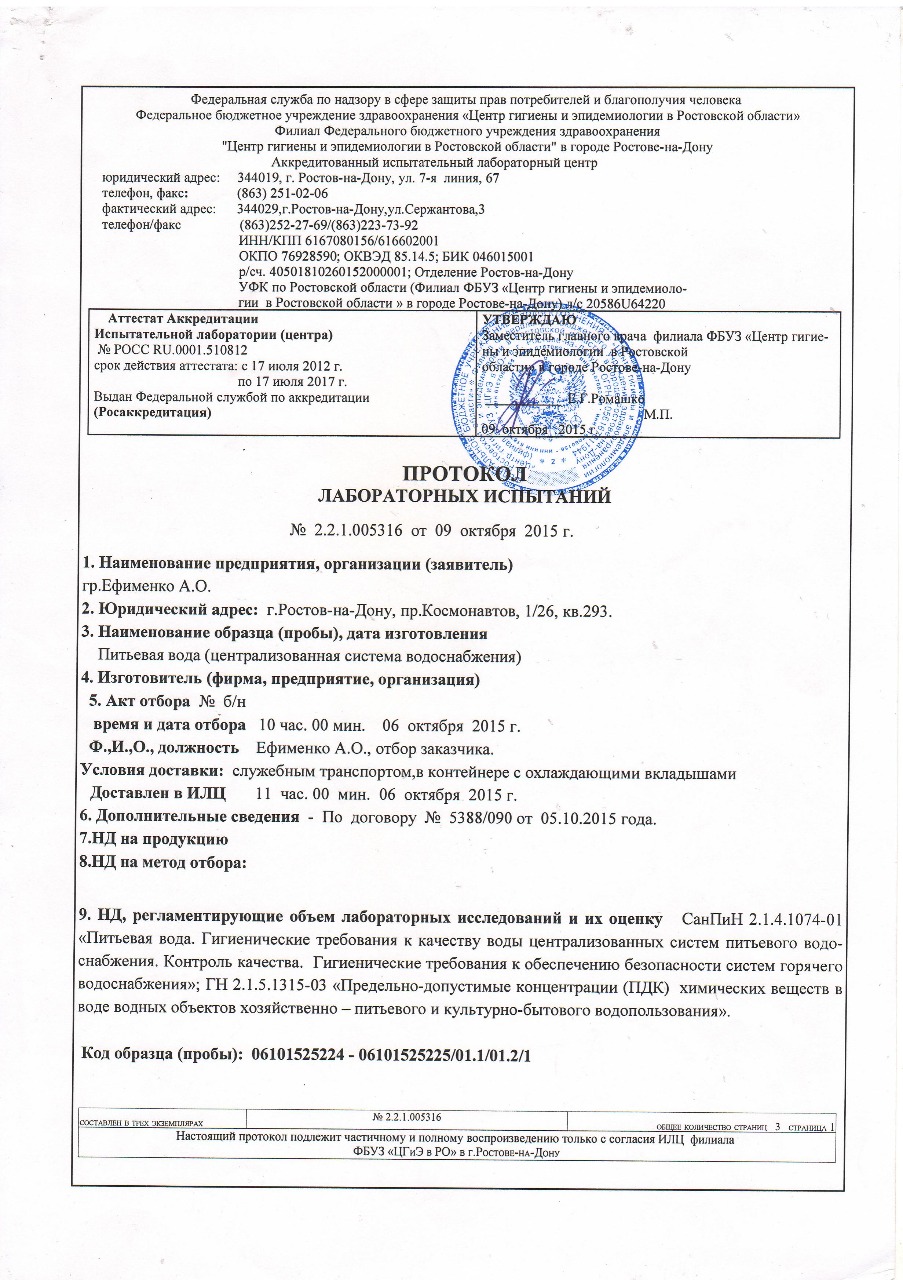 Федеральная служба по надзору в сфере защиты прав потребителей и благополучия человека
Федеральное бюджетное учреждение здравоохранения «Центр гигиены и эпидемиологии в Ростовской области»
Филиал Федерального бюджетного учреждения здравоохранения
"Центр гигиены и эпидемиологии в Ростовской области" в городе Ростове-на-Дону
Аккредитованный испытательный лабораторный центр
юридический адрес: 344019, г. Ростов-на-Дону, ул. 7-я линия, 67
телефон, факс: (863) 251-02-06
фактический адрес: 344029,г.Ростов-на-Дону,ул.Сержантова,3
телефон/факс (863)252-27-69/(863)223-73-92
ИНН/КПП 6167080156/616602001
ОКПО 76928590; ОКВЭД 85.14.5; БИК 046015001
р/сч. 40501810260152000001; Отделение Ростов-на-Дону
УФК по Ростовской области (Филиал ФБУЗ «Центр гигиены и эпидемиоло-
гии в Ростовской области » в городе Ростове-на-Дону) л/с 20586U64220
Аттестат Аккредитации
Испытательной лаборатории (центра)
№ РОСС RU.0001.510812
срок действия аттестата: с 17 июля 2012 г.
по 17 июля 2017 г.
Выдан Федеральной службой по аккредитации
(Росаккредитация)
УТВЕРЖДАЮ
Заместитель главного врача филиала ФБУЗ «Центр гигие-
ны и эпидемиологии в Ростовской
области» в городе Ростове-на-Дону
Е.Г.Ромашко
М.П.
09 октября 2015 г.
ПРОТОКОЛ
ЛАБОРАТОРНЫХ ИСПЫТАНИЙ
№ 2.2.1.005316 от 09 октября 2015 г.
1. Наименование предприятия, организации (заявитель)
гр.Ефименко А.О.
2. Юридический адрес: г.Ростов-на-Дону, пр.Космонавтов, 1/26, кв.293.
3. Наименование образца (пробы), дата изготовления
Питьевая вода (централизованная система водоснабжения)
4. Изготовитель (фирма, предприятие, организация)
5. Акт отбора № б/н
время и дата отбора 10 час. 00 мин. 06 октября 2015 г.
Ф.,И.,О., должность Ефименко А.О., отбор заказчика.
Условия доставки: служебным транспортом,в контейнере с охлаждающими вкладышами
Доставлен в ИЛЦ 11 час. 00 мин. 06 октября 2015 г.
6. Дополнительные сведения - По договору № 5388/090 от 05.10.2015 года.
7.НД на продукцию
8.НД на метод отбора:
9. НД, регламентирующие объем лабораторных исследований и их оценку СанПиН 2.1.4.1074-01
«Питьевая вода. Гигиенические требования к качеству воды централизованных систем питьевого водо-
снабжения. Контроль качества. Гигиенические требования к обеспечению безопасности систем горячего
водоснабжения»; ГН 2.1.5.1315-03 «Предельно-допустимые концентрации (ПДК) химических веществ в
воде водных объектов хозяйственно – питьевого и культурно-бытового водопользования».
Код образца (пробы): 06101525224 - 06101525225/01.1/01.2/1
СОСТАВЛЕН В ТРЕХ ЭКЗЕМПЛЯРАХ № 2.2.1.005316 ОБЩЕЕ КОЛИЧЕСТВО СТРАНИЦ 3 СТРАНИЦА 1
Настоящий протокол подлежит частичному и полному воспроизведению только с согласия ИЛЦ филиала
ФБУЗ «ЦГиЭ в РО» в г.Ростове-на-Дону